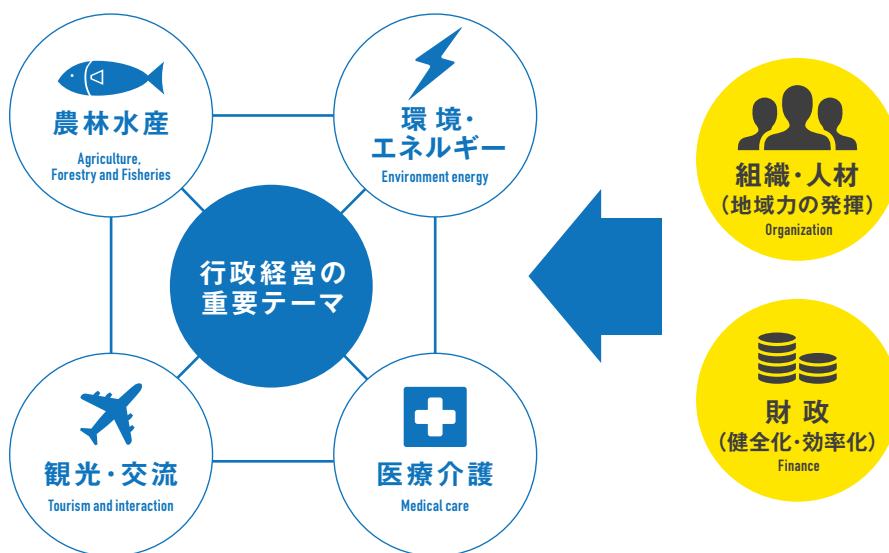 農林水産
Agriculture,
Forestry and Fisheries
環境・
エネルギー
Environment energy
行政経営の
重要テーマ
観光・交流
Tourism and interaction
医療介護
Medical care
組織・人材
（地域力の発揮）
Organization
財政
（健全化・効率化）
Finance